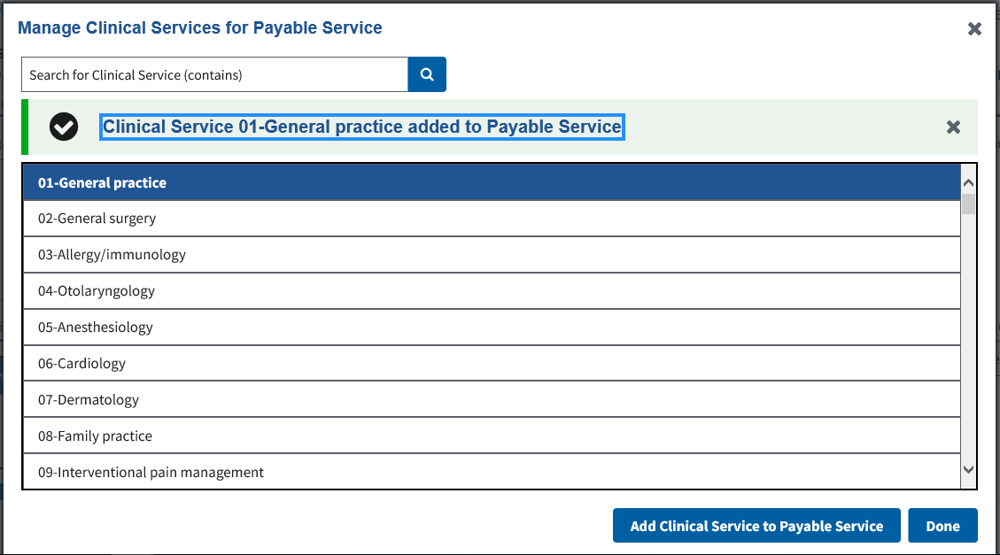 Manage Clinical Services for Payable Service
Search for Clinical Service (contains)
Clinical Service 01-General practice added to Payable Service
01-General practice
02-General surgery
03-Allergy/immunology
04-Otolaryngology
05-Anesthesiology
06-Cardiology
07-Dermatology
08-Family practice
09-Interventional pain management
Add Clinical Service to Payable Service
Done